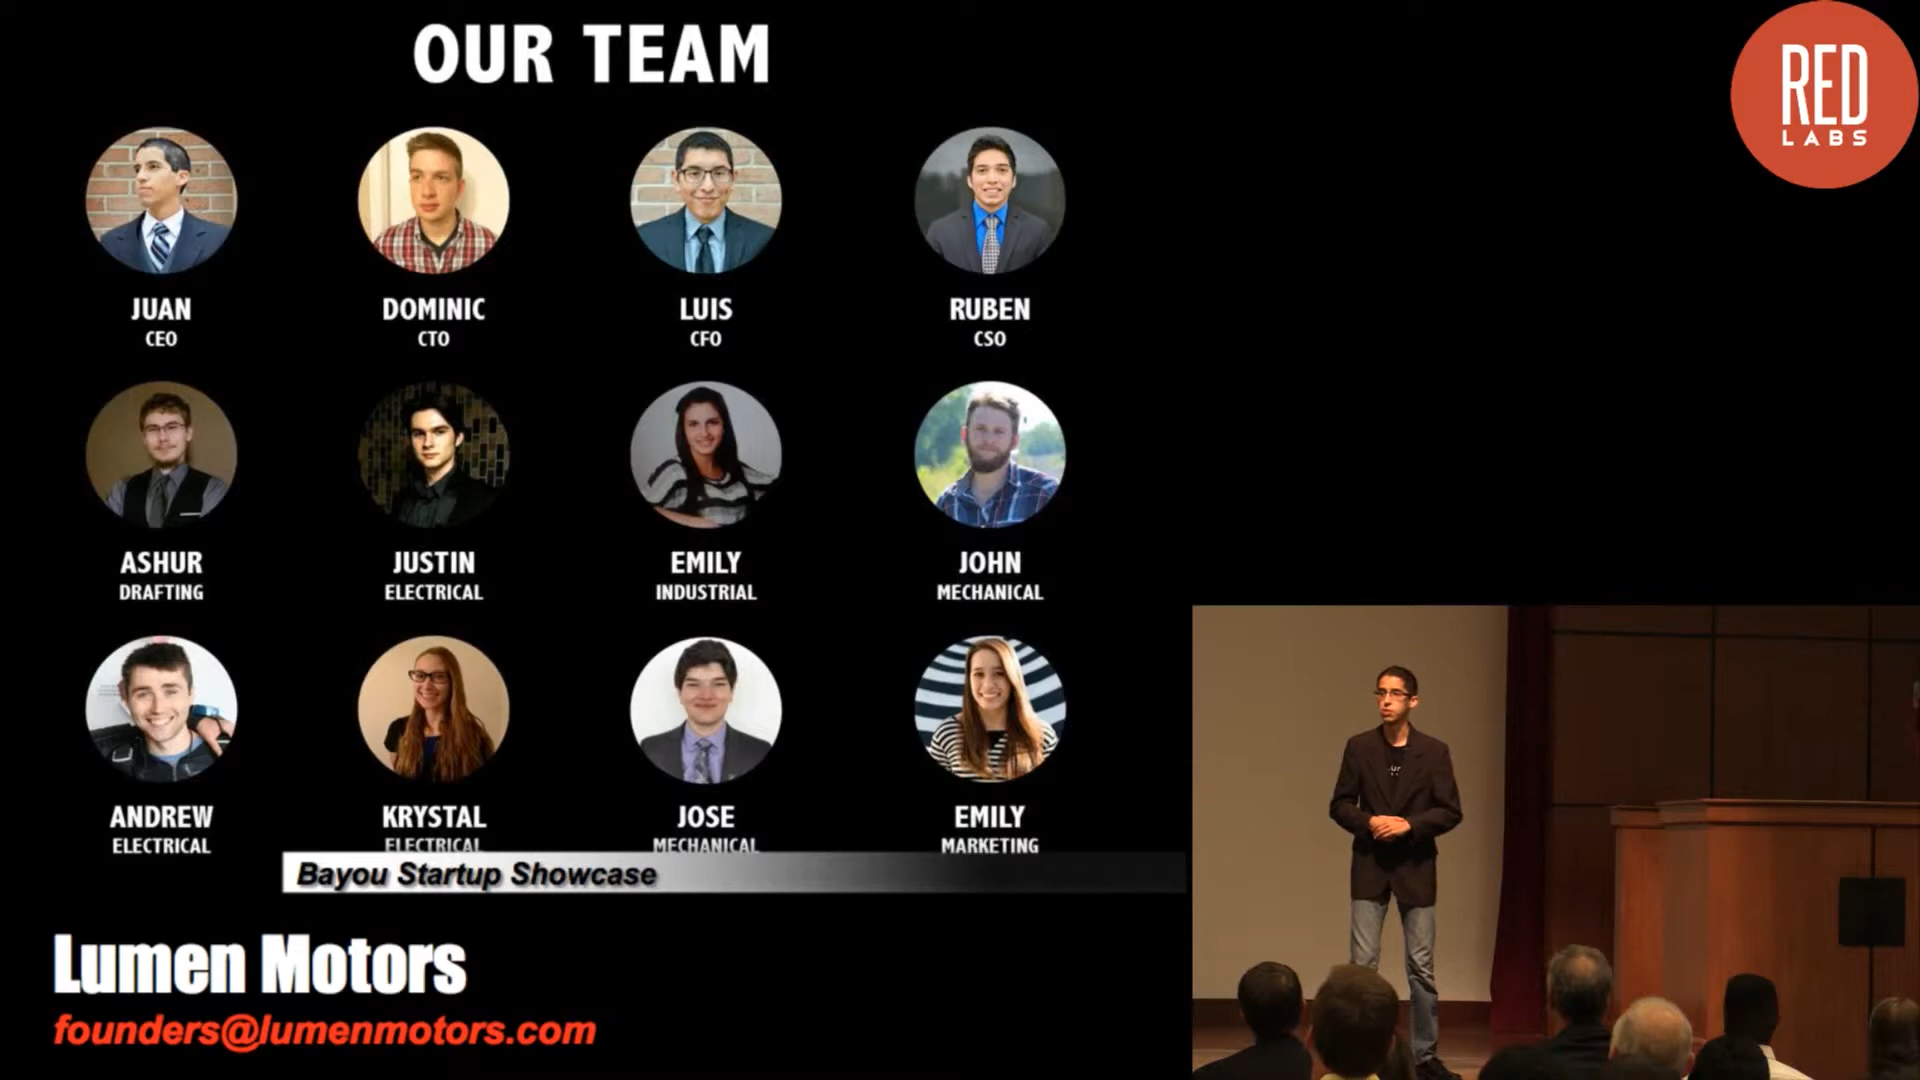 OUR TEAM
RED
LABS
JUAN
CEO
DOMINIC
CTO
LUIS
CFO
RUBEN
CSO
ASHUR
DRAFTING
JUSTIN
ELECTRICAL
EMILY
INDUSTRIAL
JOHN
MECHANICAL
ANDREW
ELECTRICAL
KRYSTAL
ELECTRICAL
JOSE
MECHANICAL
EMILY
MARKETING
Bayou Startup Showcase
Lumen Motors
founders@lumenmotors.com